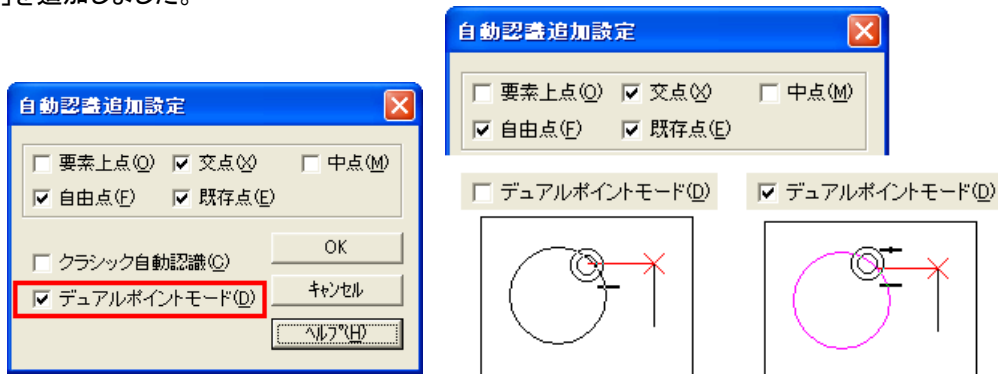 を追加しました。
自動認識追加設定
要素上点(O) 交点(X) 中点(M)
自由点(F) 既存点(E)
クラシック自動認識(C)
デュアルポイントモード(D)
OK
キャンセル
ヘルプ(H)
自動認識追加設定
要素上点(O) 交点(X) 中点(M)
自由点(F) 既存点(E)
デュアルポイントモード(D)
デュアルポイントモード(D)